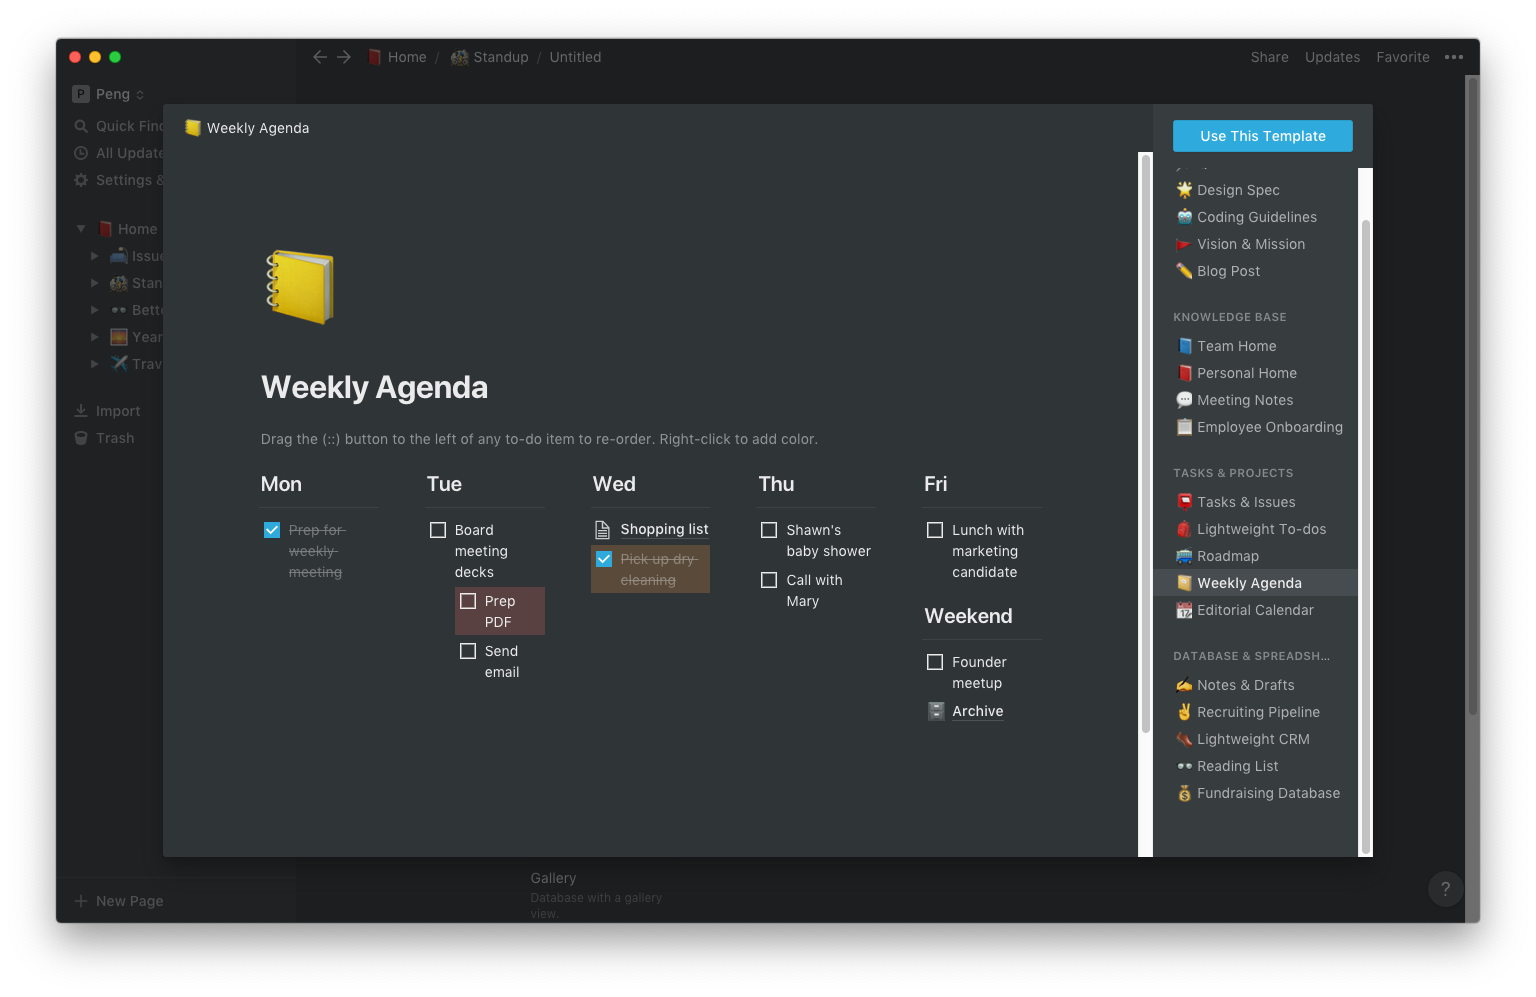 Home / Standup / Untitled
Share Updates Favorite •••
P Peng
Quick Find
All Update
Settings &
Home
Issue
Stan
Bette
Year
Trav
Import
Trash
New Page
Weekly Agenda
Weekly Agenda
Drag the (::) button to the left of any to-do item to re-order. Right-click to add color.
Mon
Prep for
weekly
meeting
Tue
Board
meeting
decks
Prep
PDF
Send
email
Wed
Shopping list
Pick up dry
cleaning
Thu
Shawn's
baby shower
Call with
Mary
Fri
Lunch with
marketing
candidate
Weekend
Founder
meetup
Archive
Use This Template
Design Spec
Coding Guidelines
Vision & Mission
Blog Post
KNOWLEDGE BASE
Team Home
Personal Home
Meeting Notes
Employee Onboarding
TASKS & PROJECTS
Tasks & Issues
Lightweight To-dos
Roadmap
Weekly Agenda
Editorial Calendar
DATABASE & SPREADSH...
Notes & Drafts
Recruiting Pipeline
Lightweight CRM
Reading List
Fundraising Database
Gallery
Database with a gallery
view.
?